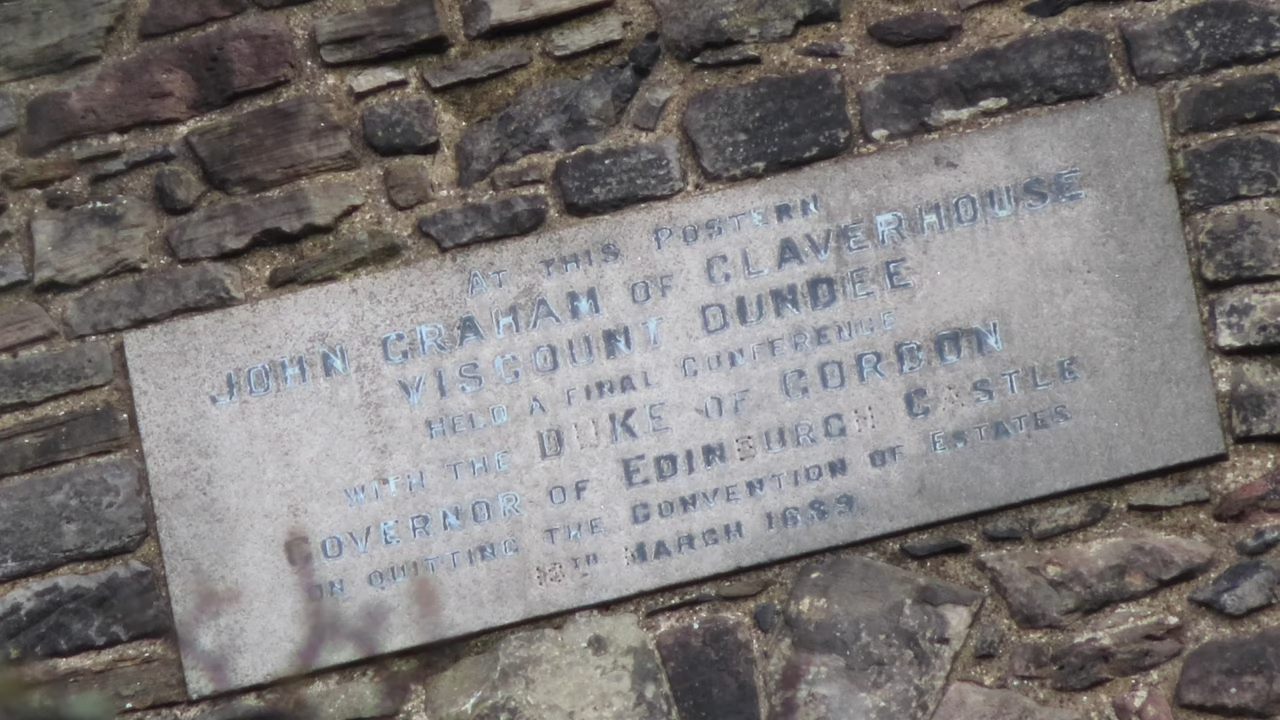 AT THIS POSTERN
JOHN GRAHAM OF CLAVERHOUSE
VISCOUNT DUNDEE
HELD A FINAL CONFERENCE
WITH THE DUKE OF GORDON
GOVERNOR OF EDINBURGH CASTLE
ON QUITTING THE CONVENTION OF ESTATES
18TH MARCH 1689